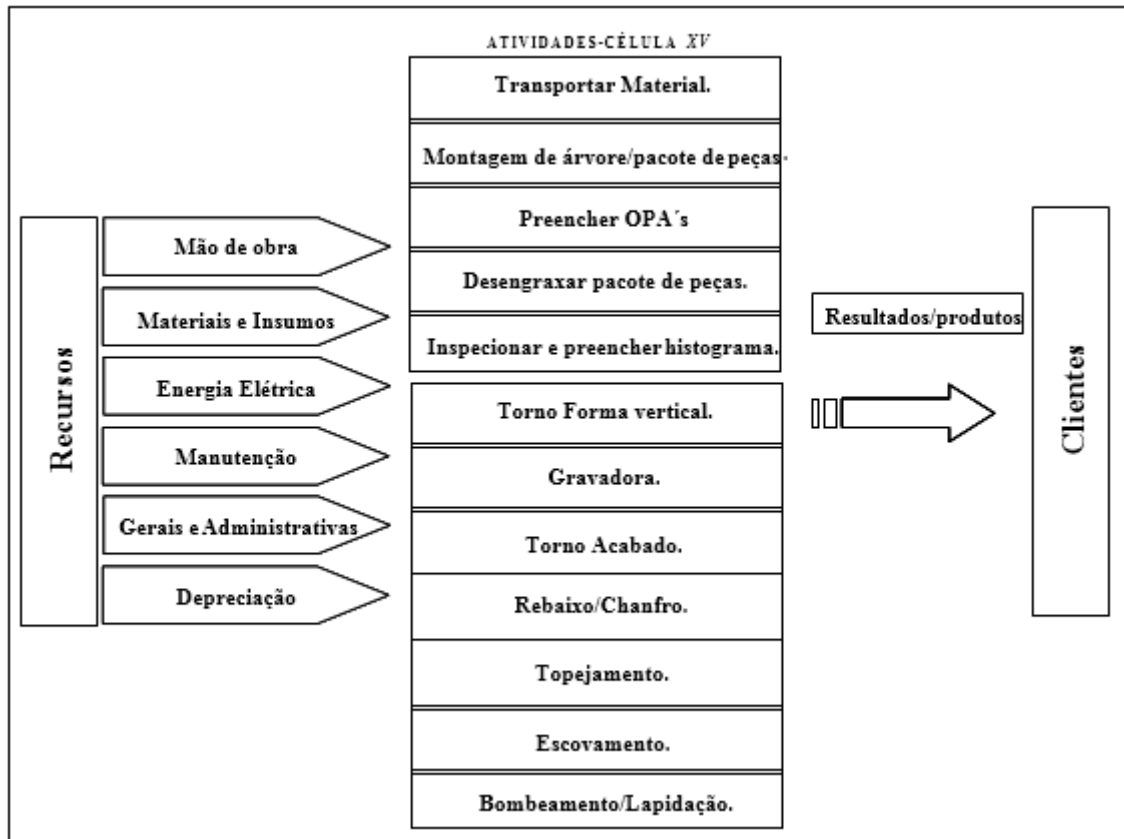 ATIVIDADES-CÉLULA XV
Transportar Material.
Montagem de árvore/pacote de peças.
Preencher OPA´s
Desengraxar pacote de peças.
Inspecionar e preencher histograma.
Torno Forma vertical.
Gravadora.
Torno Acabado.
Rebaixo/Chanfro.
Topejamento.
Escovamento.
Bombeamento/Lapidação.
Recursos
Mão de obra
Materiais e Insumos
Energia Elétrica
Manutenção
Gerais e Administrativas
Depreciação
Resultados/produtos
Clientes